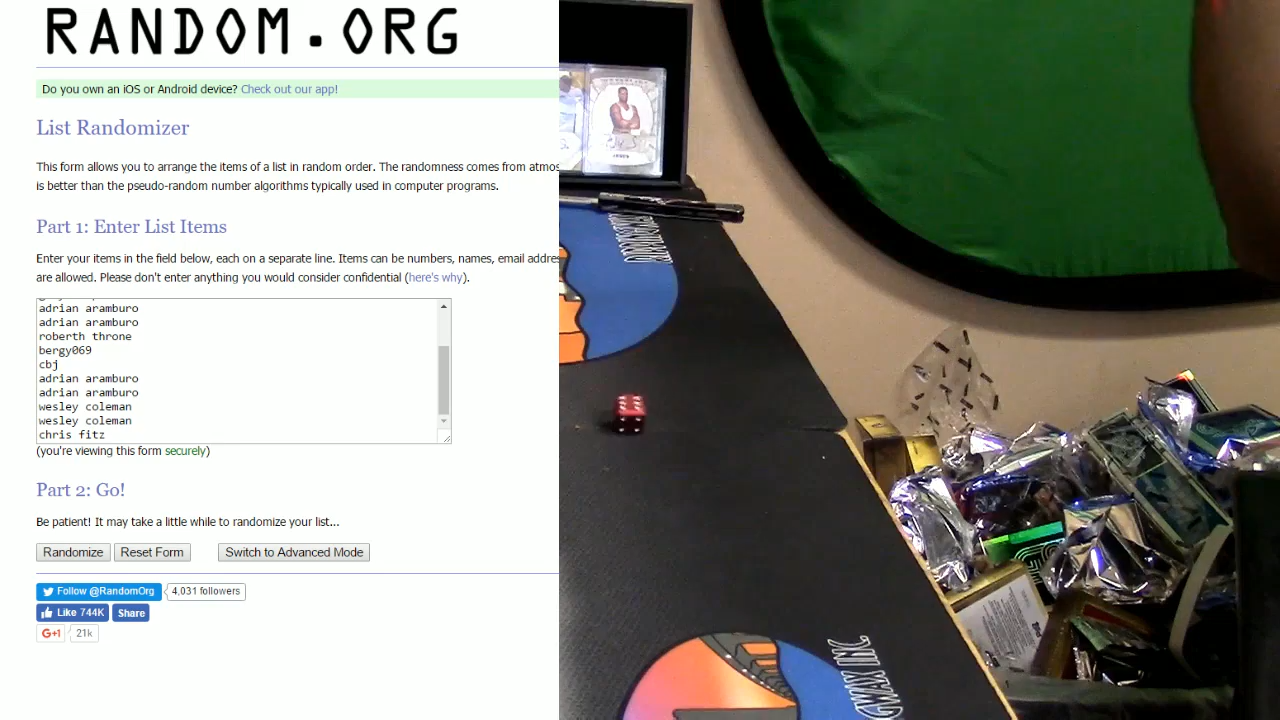 RANDOM.ORG
Do you own an iOS or Android device? Check out our app!
List Randomizer
This form allows you to arrange the items of a list in random order. The randomness comes from
is better than the pseudo-random number algorithms typically used in computer programs.
Part 1: Enter List Items
Enter your items in the field below, each on a separate line. Items can be numbers, names, email
are allowed. Please don't enter anything you would consider confidential (here's why).
adrian aramburo
adrian aramburo
roberth throne
bergy069
cbj
adrian aramburo
adrian aramburo
wesley coleman
wesley coleman
chris fitz
(you're viewing this form securely)
Part 2: Go!
Be patient! It may take a little while to randomize your list...
Randomize Reset Form Switch to Advanced Mode
Follow @RandomOrg 4,031 followers
Like 744K Share
G+1 21k
GWAX INC